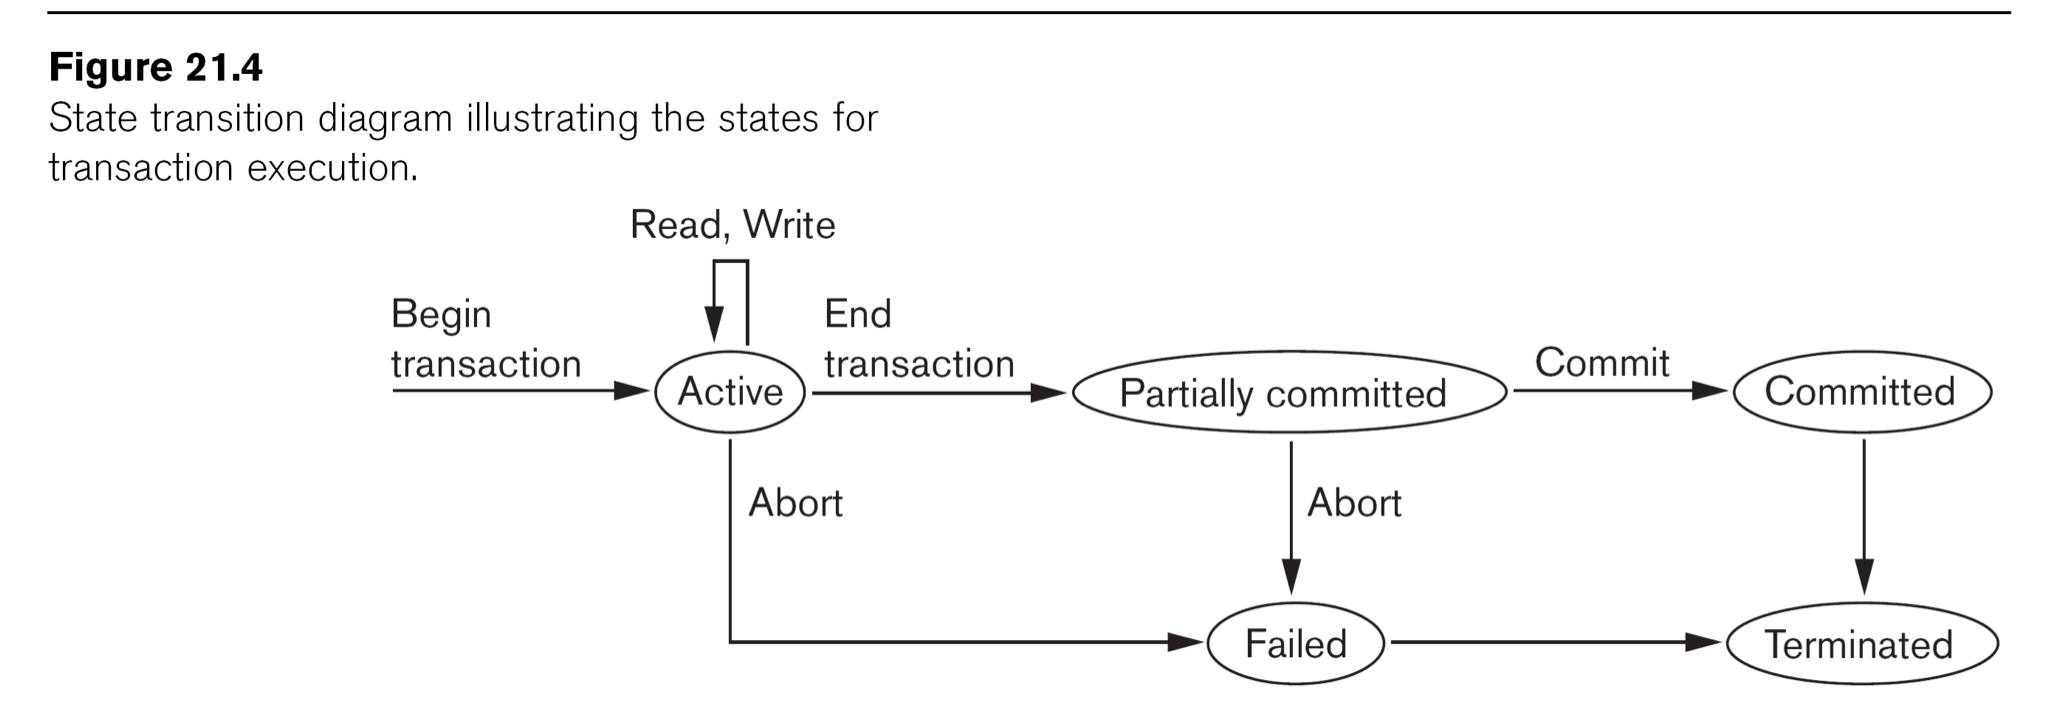 Figure 21.4
State transition diagram illustrating the states for
transaction execution.
Read, Write
Begin
transaction
End
transaction
Commit
Active
Partially committed
Committed
Abort
Abort
Failed
Terminated